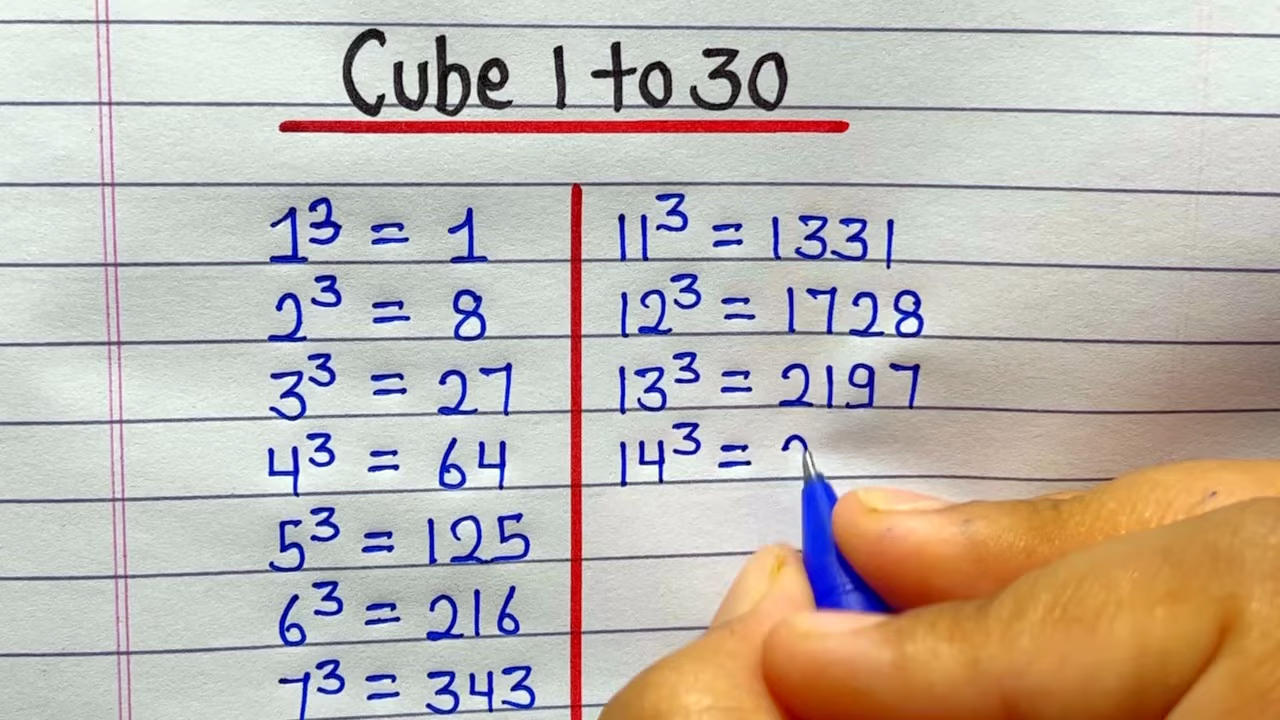 Cube 1 to 30
1³ = 1
2³ = 8
3³ = 27
4³ = 64
5³ = 125
6³ = 216
7³ = 343
11³ = 1331
12³ = 1728
13³ = 2197
14³ =